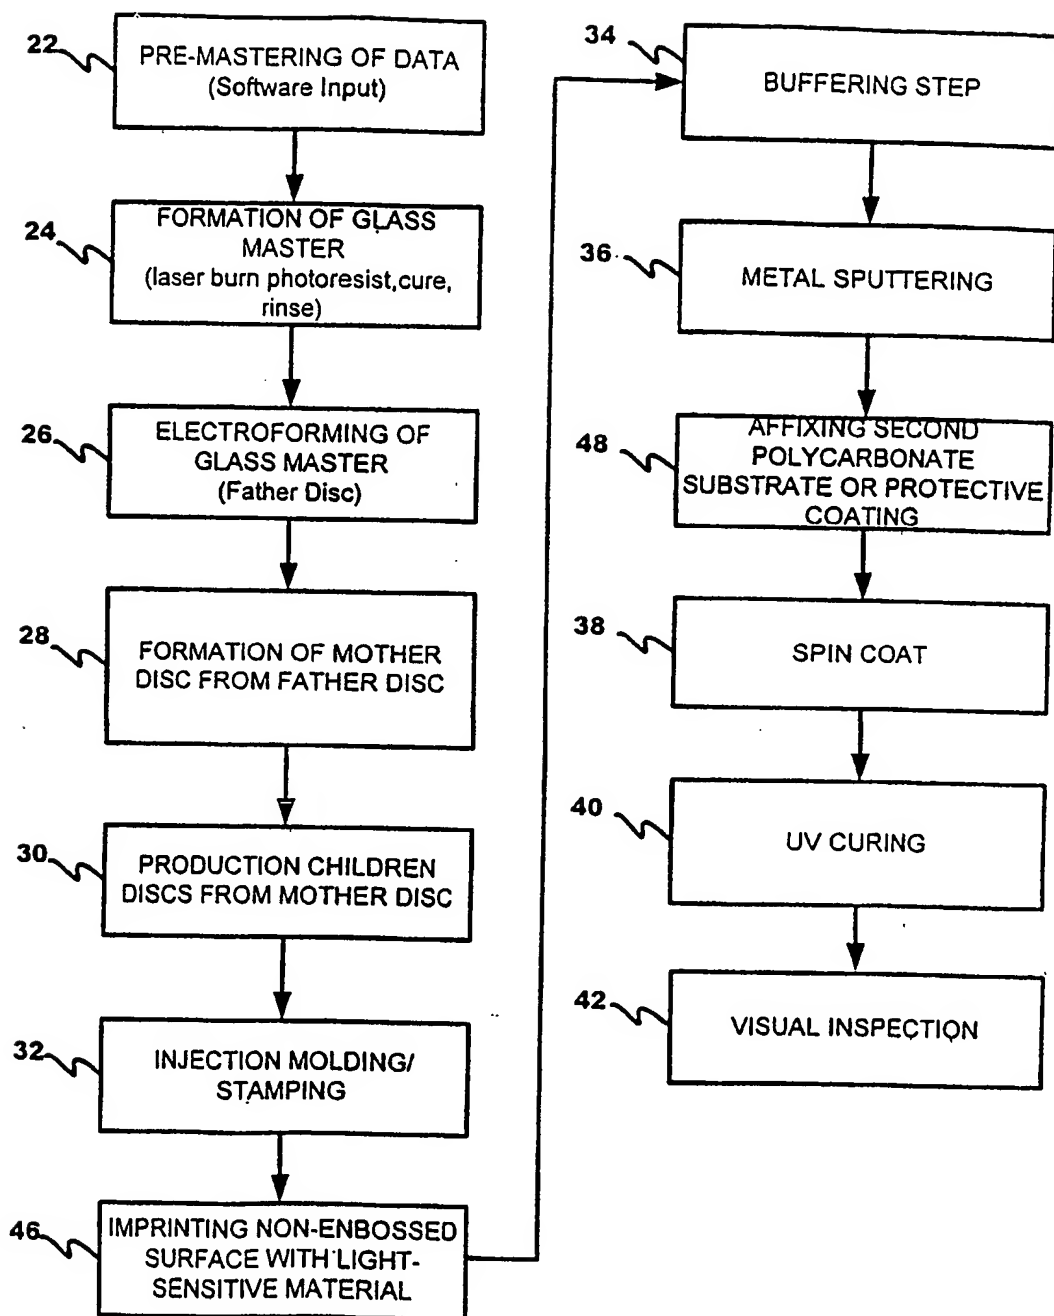 22
PRE-MASTERING OF DATA
(Software Input)
24
FORMATION OF GLASS
MASTER
(laser burn photoresist,cure,
rinse)
26
ELECTROFORMING OF
GLASS MASTER
(Father Disc)
28
FORMATION OF MOTHER
DISC FROM FATHER DISC
30
PRODUCTION CHILDREN
DISCS FROM MOTHER DISC
32
INJECTION MOLDING/
STAMPING
46
IMPRINTING NON-ENBOSSED
SURFACE WITH LIGHT-
SENSITIVE MATERIAL
34
BUFFERING STEP
36
METAL SPUTTERING
48
AFFIXING SECOND
POLYCARBONATE
SUBSTRATE OR PROTECTIVE
COATING
38
SPIN COAT
40
UV CURING
42
VISUAL INSPECTION